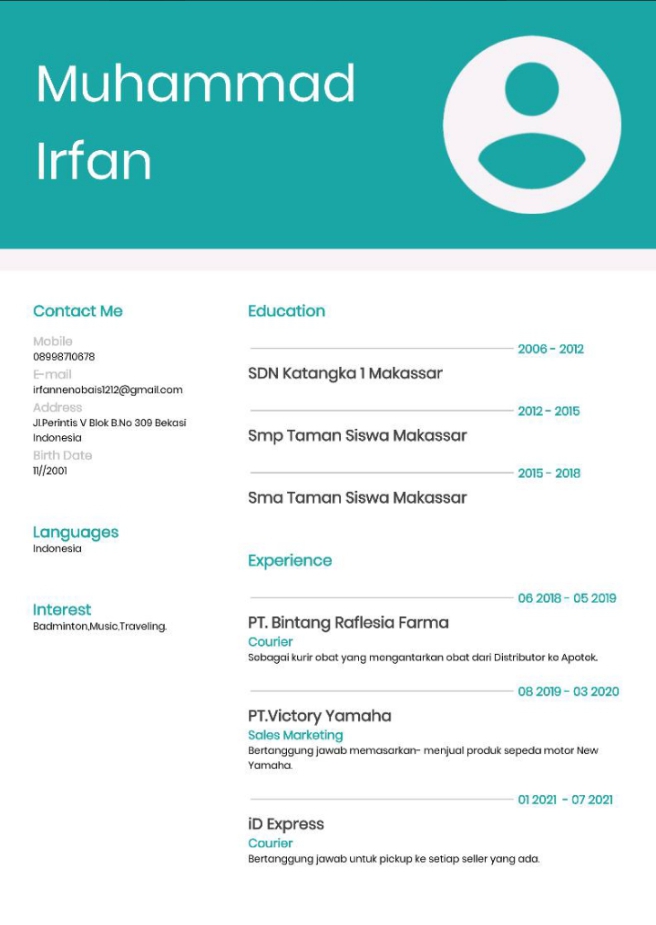 Muhammad
Irfan
Contact Me
Mobile
08998710678
E-mail
irfannenobais1212@gmail.com
Address
Jl.Perintis V Blok B.No 309 Bekasi
Indonesia
Birth Date
11//2001
Languages
Indonesia
Interest
Badminton,Music,Traveling.
Education
2006 - 2012
SDN Katangka 1 Makassar
2012 - 2015
Smp Taman Siswa Makassar
2015 - 2018
Sma Taman Siswa Makassar
Experience
06 2018 - 05 2019
PT. Bintang Raflesia Farma
Courier
Sebagai kurir obat yang mengantarkan obat dari Distributor ke Apotek.
08 2019 - 03 2020
PT.Victory Yamaha
Sales Marketing
Bertanggung jawab memasarkan- menjual produk sepeda motor New
Yamaha.
01 2021 - 07 2021
iD Express
Courier
Bertanggung jawab untuk pickup ke setiap seller yang ada.